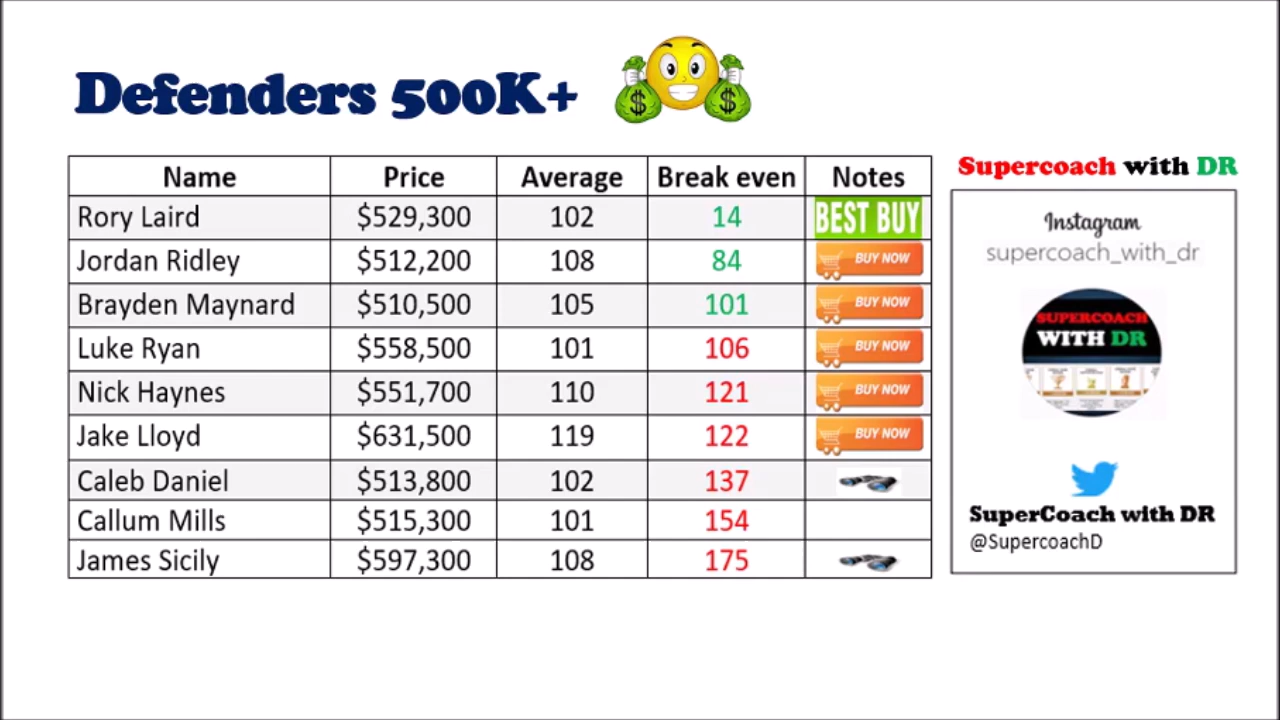 Defenders 500K+
Name Price Average Break even Notes
Rory Laird $529,300 102 14 BEST BUY
Jordan Ridley $512,200 108 84 BUY NOW
Brayden Maynard $510,500 105 101 BUY NOW
Luke Ryan $558,500 101 106 BUY NOW
Nick Haynes $551,700 110 121 BUY NOW
Jake Lloyd $631,500 119 122 BUY NOW
Caleb Daniel $513,800 102 137
Callum Mills $515,300 101 154
James Sicily $597,300 108 175
Supercoach with DR
Instagram
supercoach_with_dr
SUPERCOACH
WITH DR
SuperCoach with DR
@SupercoachD